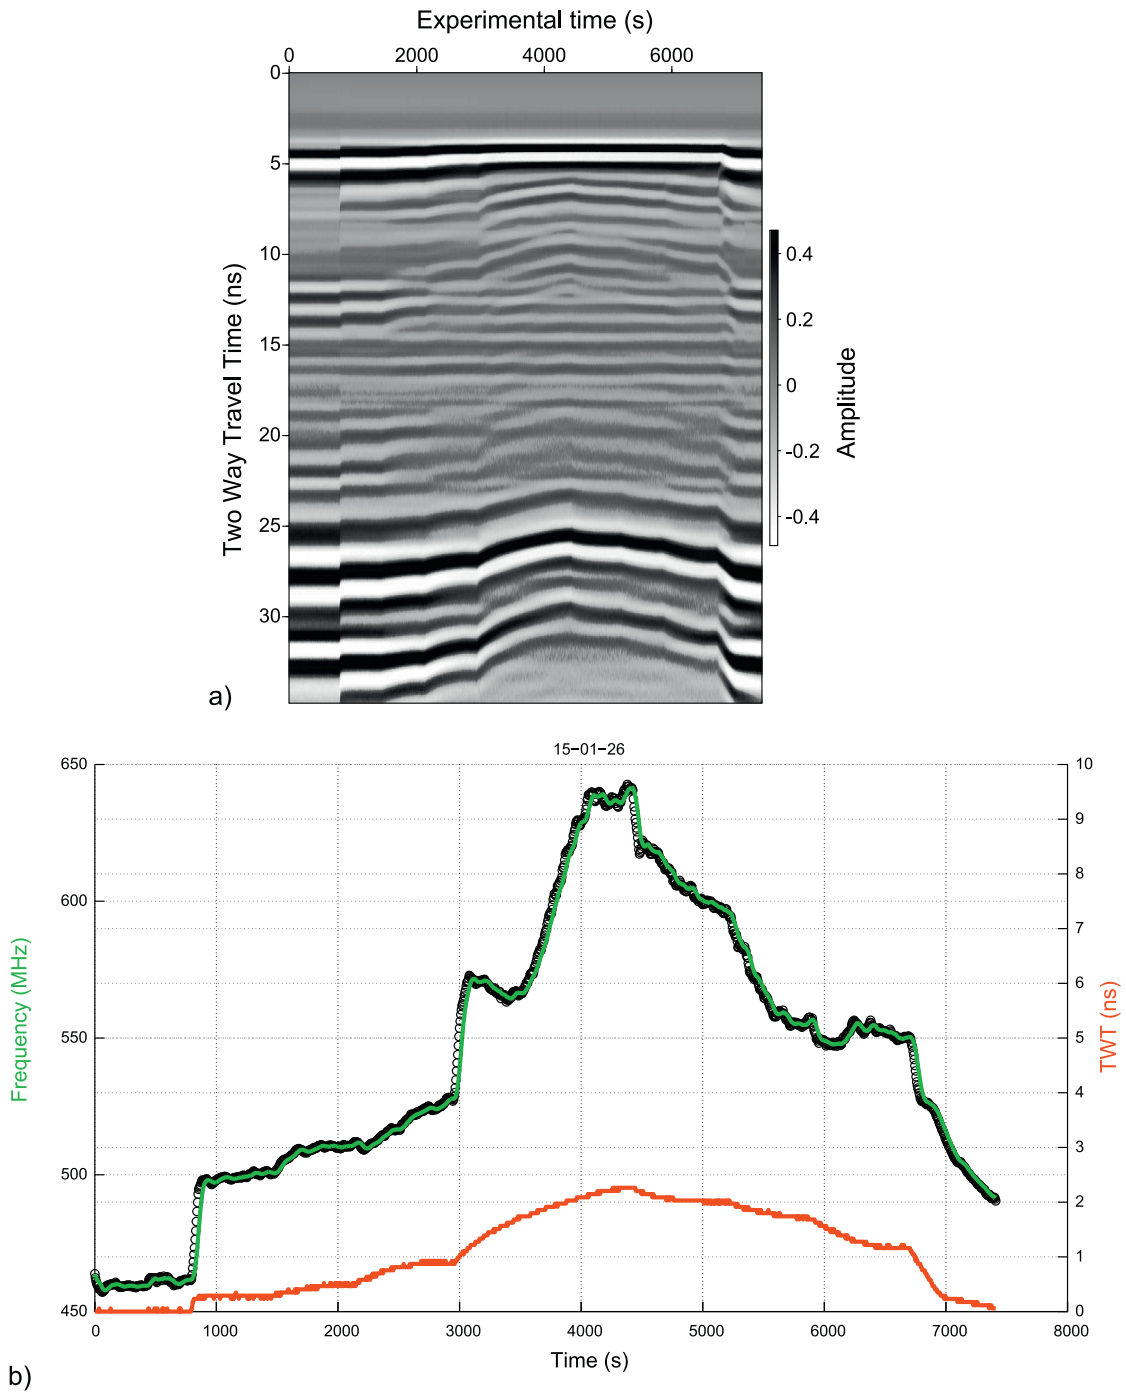 Experimental time (s)
0 2000 4000 6000
0
5
10
15
20
25
30
Two Way Travel Time (ns)
0.4
0.2
0
-0.2
-0.4
Amplitude
a)
15-01-26
650
600
550
500
450
Frequency (MHz)
10
9
8
7
6
5
4
3
2
1
0
TWT (ns)
0 1000 2000 3000 4000 5000 6000 7000 8000
Time (s)
b)